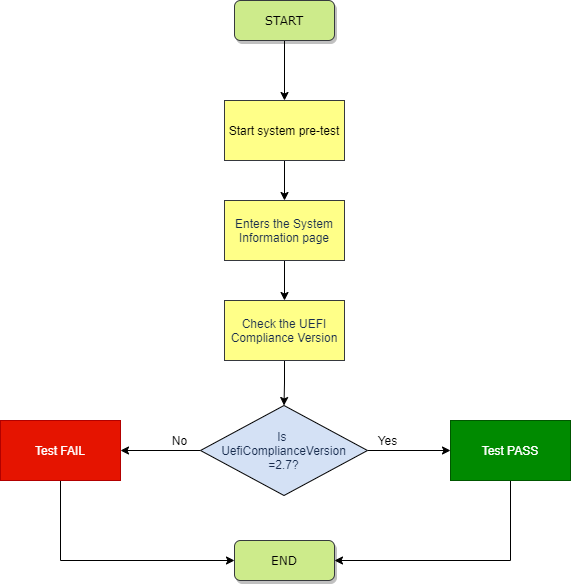 START
Start system pre-test
Enters the System
Information page
Check the UEFI
Compliance Version
Is
UefiComplianceVersion
=2.7?
No
Yes
Test FAIL
Test PASS
END